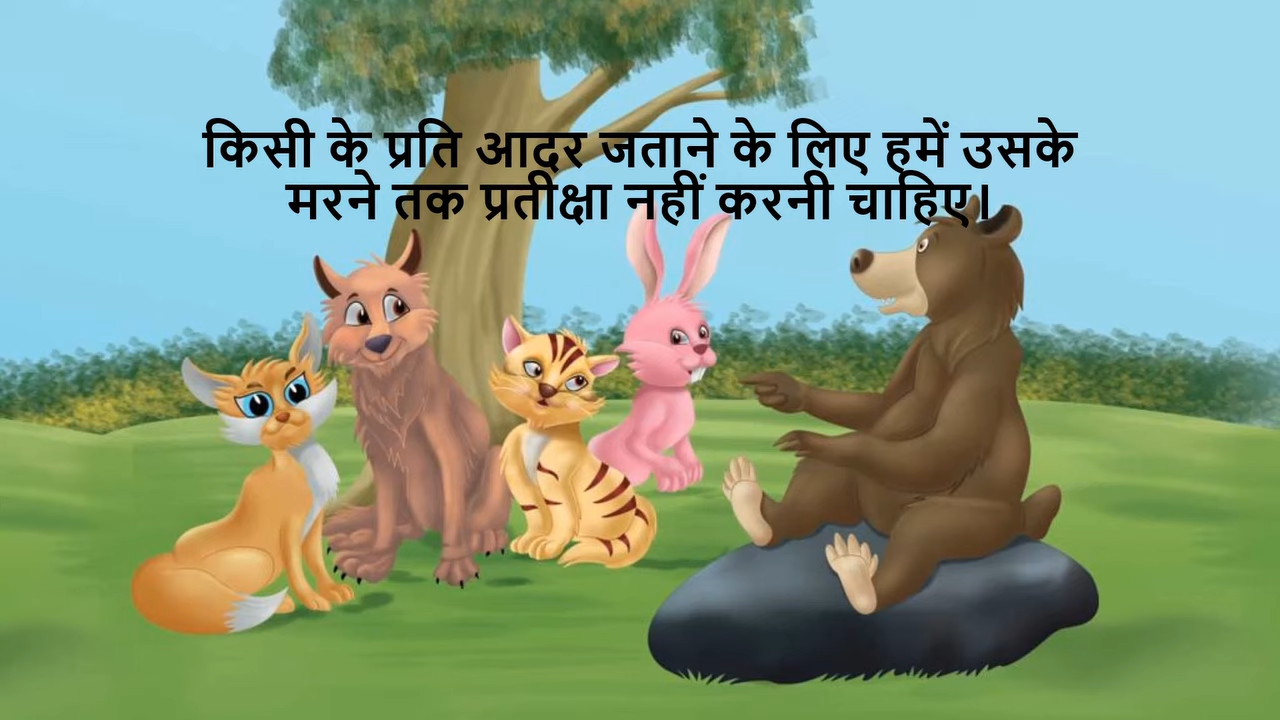 किसी के प्रति आदर जताने के लिए हमें उसके
मरने तक प्रतीक्षा नहीं करनी चाहिए।